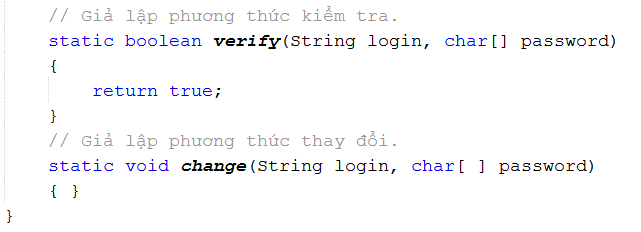 // Giả lập phương thức kiểm tra.
static boolean verify(String login, char[] password)
{
return true;
}
// Giả lập phương thức thay đổi.
static void change(String login, char[ ] password)
{ }
}